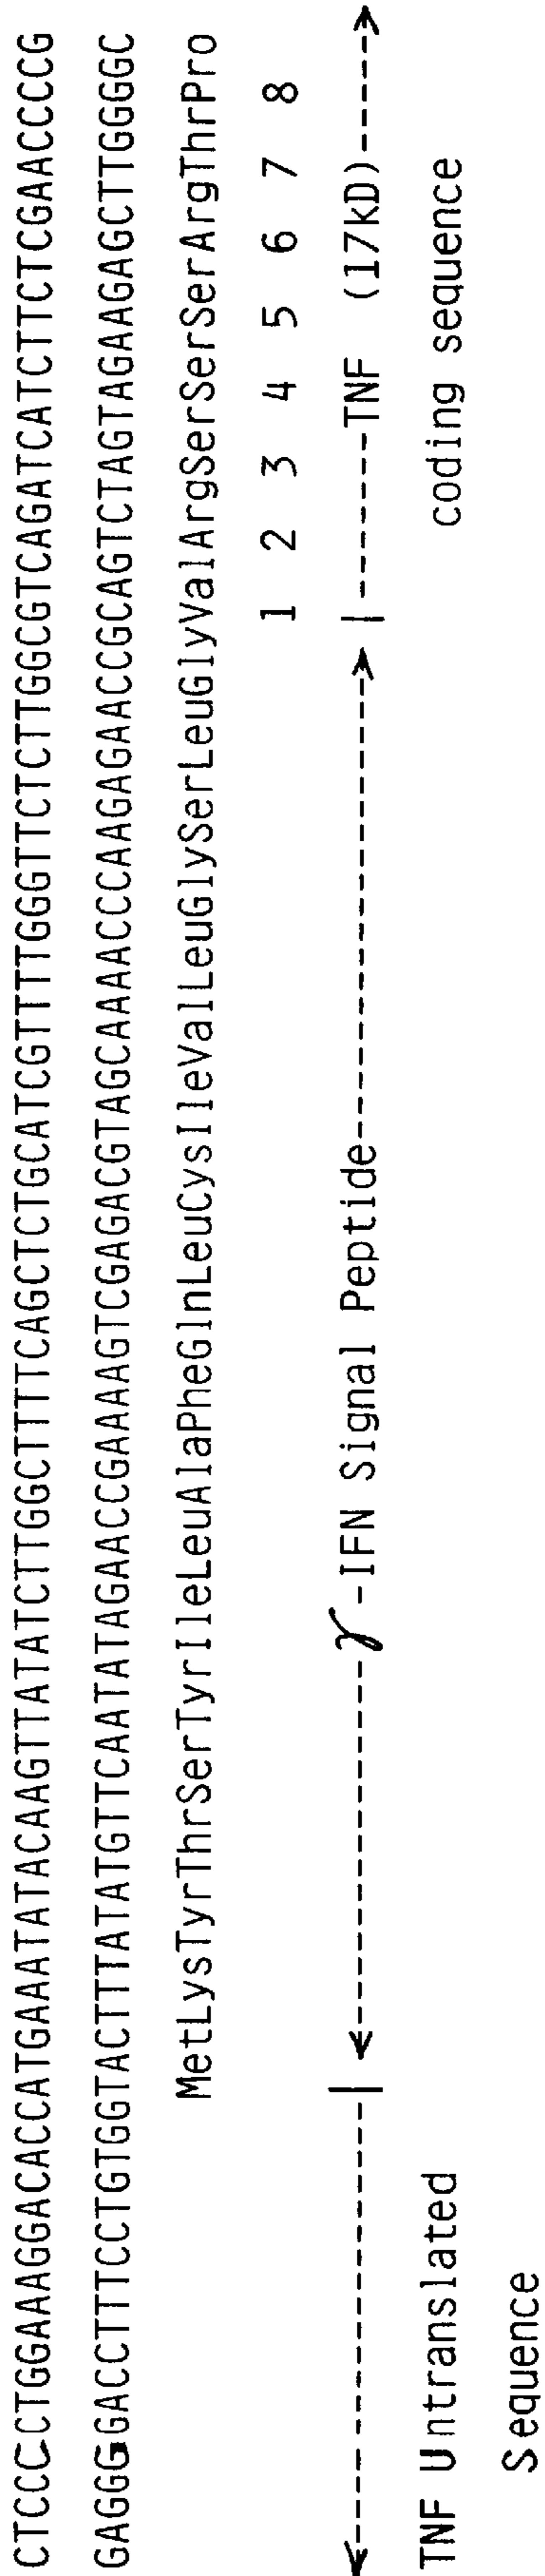 CTCCCCTGGAAAGGACACCATGAAATATACAAGTTATATCTTGGCTTTTCAGCTCTGCATCGTTTTGGGTTCTCTTGGCGTCAGATCATCTTCTCGAACCCCG
GAGGGGACCTTTCCTGTGGTACTTTATATGTTCAATATAGAACCGAAAAGTCGAGACGTAGCAAAACCCAAGAGAACCGCAGTCTAGTAGAAGAGCTTGGGGC
MetLysTyrThrSerTyrIleLeuAlaPheGlnLeuCysIleValLeuGlySerLeuGlyValArgSerSerSerArgThrPro
1 2 3 4 5 6 7 8
γ-IFN Signal Peptide TNF (17kD)
TNF Untranslated coding sequence
Sequence